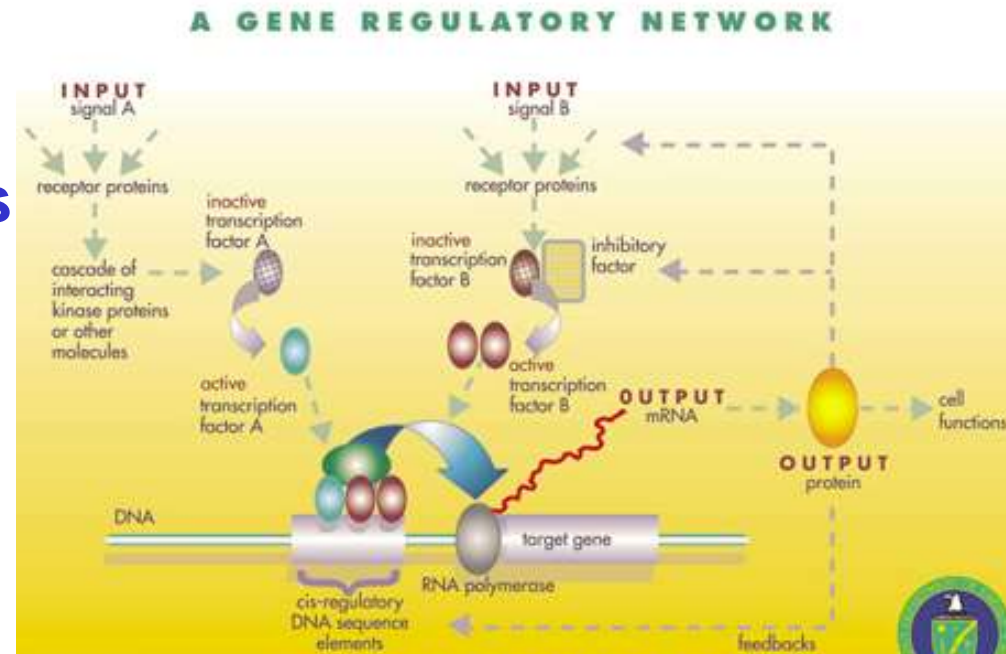 A GENE REGULATORY NETWORK
INPUT
signal A
receptor proteins
cascade of
interacting
kinase proteins
or other
molecules
inactive
transcription
factor A
active
transcription
factor A
INPUT
signal B
receptor proteins
inactive
transcription
factor B
inhibitory
factor
active
transcription
factor B
OUTPUT
mRNA
OUTPUT
protein
cell
functions
DNA
target gene
RNA polymerase
cis-regulatory
DNA sequence
elements
feedbacks
s